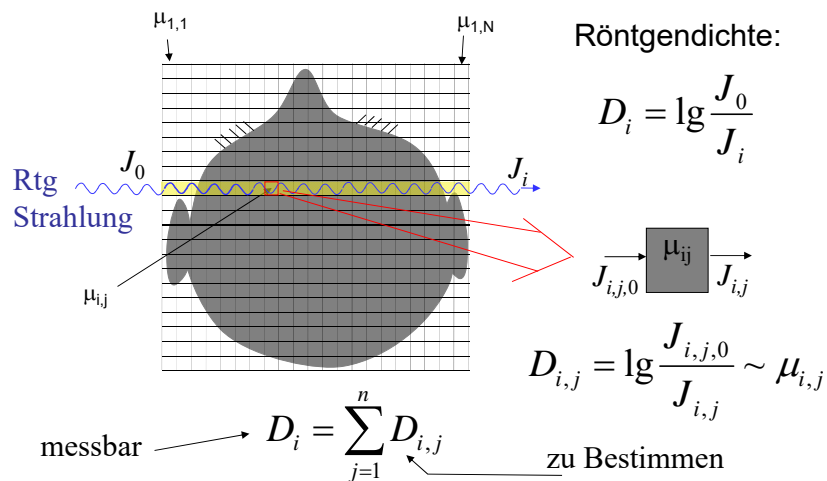 μ1,1
μ1,N
Röntgendichte:
D_i = lg J_0 / J_i
J_0
J_i
Rtg
Strahlung
μ_ij
J_i,j,0
J_i,j
μ_i,j
D_i,j = lg J_i,j,0 / J_i,j ~ μ_i,j
messbar
D_i = ∑_{j=1}^{n} D_i,j
zu Bestimmen